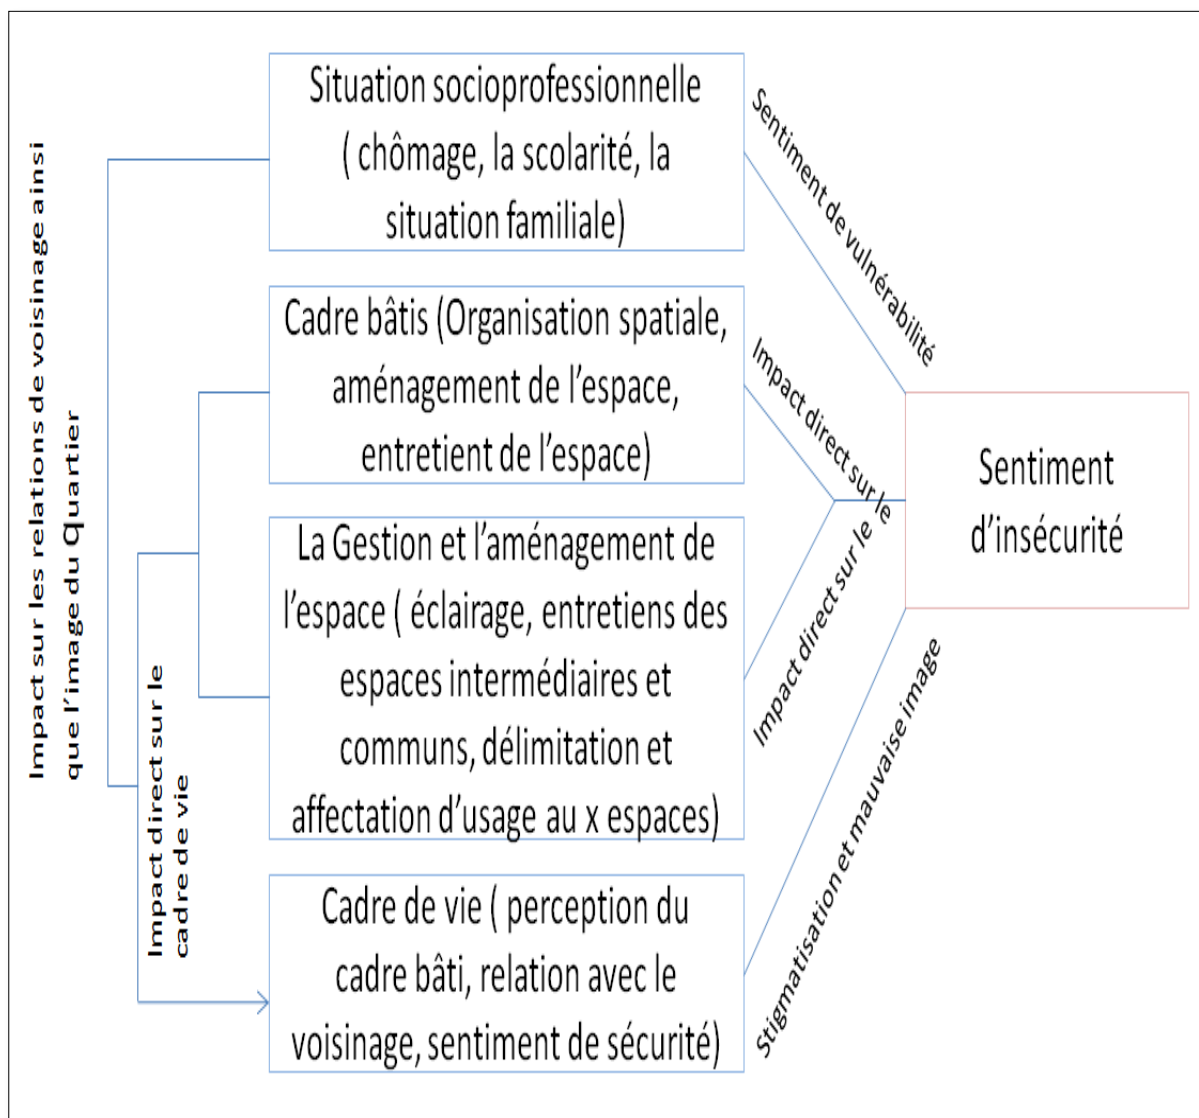 Impact sur les relations de voisinage ainsi
que l'image du quartier
Impact direct sur le
cadre de vie
Situation socioprofessionnelle
( chômage, la scolarité, la
situation familiale)
Cadre bâtis (Organisation spatiale,
aménagement de l'espace,
entretient de l'espace)
La Gestion et l'aménagement de
l'espace ( éclairage, entretiens des
espaces intermédiaires et
communs, délimitation et
affectation d'usage au x espaces)
Cadre de vie ( perception du
cadre bâti, relation avec le
voisinage, sentiment de sécurité)
Sentiment de vulnérabilité
Impact direct sur le
Impact direct sur le
Stigmatisation et mauvaise image
Sentiment
d'insécurité